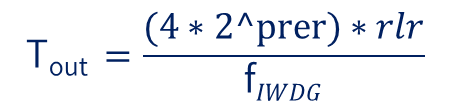 T_out = (4 * 2^prer) * rlr / f_IWDG